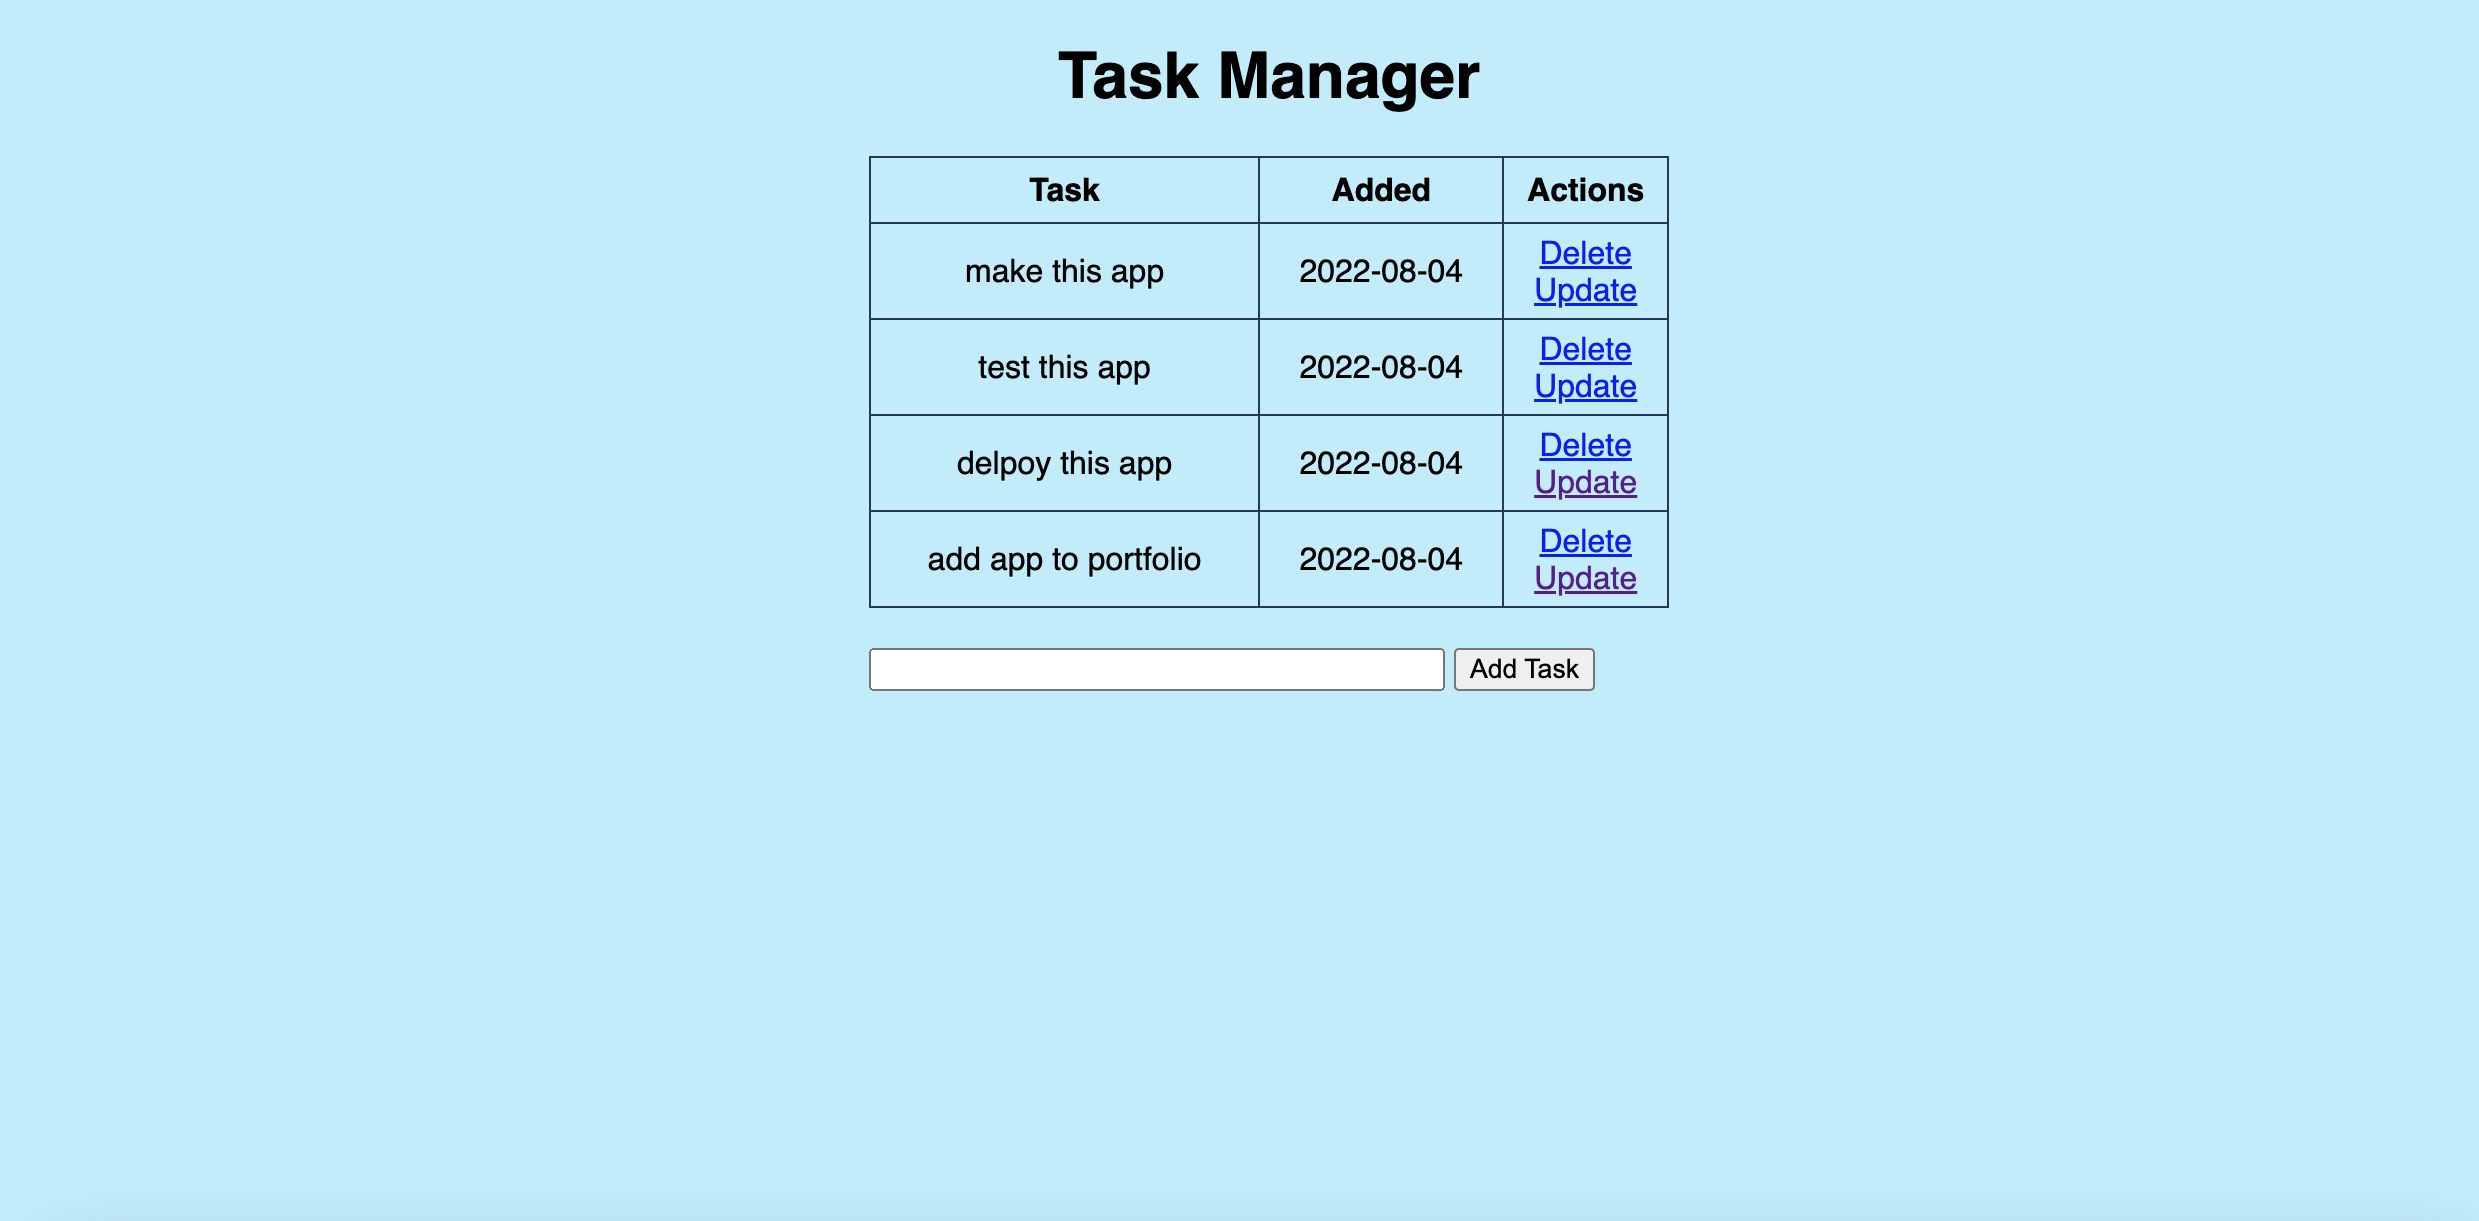 Task Manager
Task Added Actions
make this app 2022-08-04 Delete
Update
test this app 2022-08-04 Delete
Update
delpoy this app 2022-08-04 Delete
Update
add app to portfolio 2022-08-04 Delete
Update
Add Task